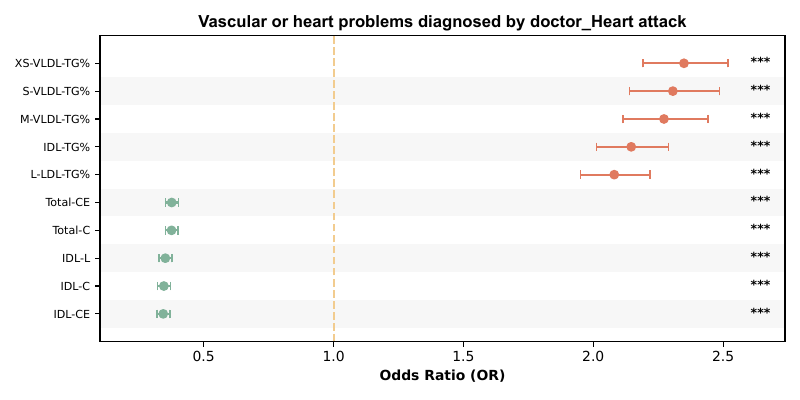 Vascular or heart problems diagnosed by doctor_Heart attack
XS-VLDL-TG% ***
S-VLDL-TG% ***
M-VLDL-TG% ***
IDL-TG% ***
L-LDL-TG% ***
Total-CE ***
Total-C ***
IDL-L ***
IDL-C ***
IDL-CE ***
0.5 1.0 1.5 2.0 2.5
Odds Ratio (OR)